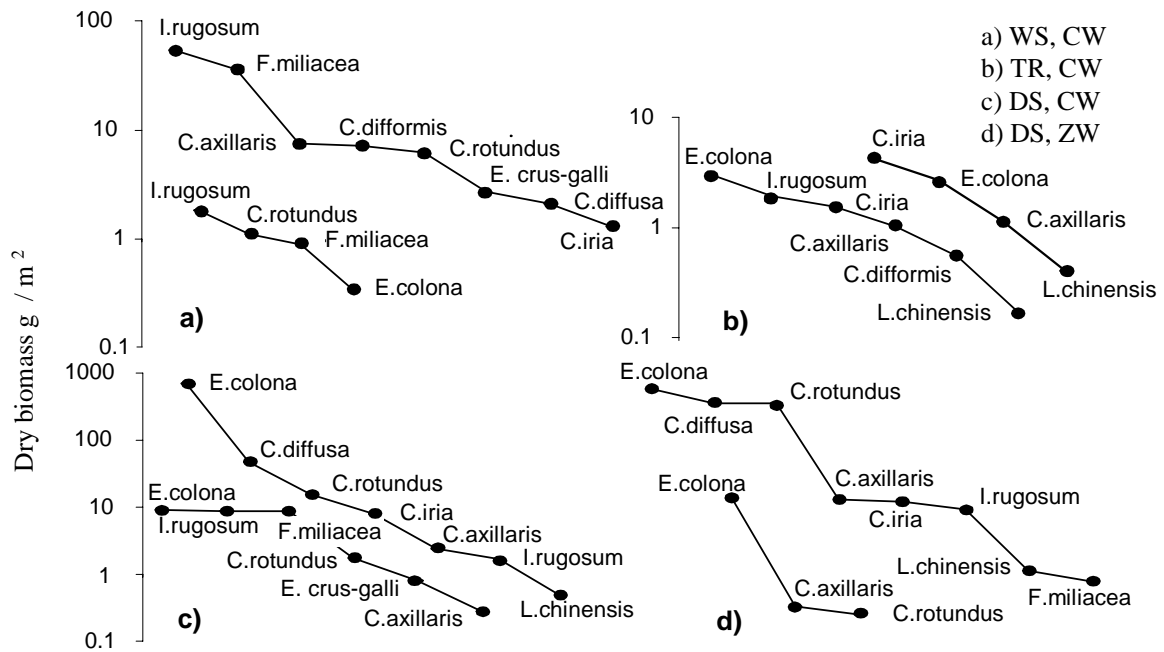 Dry biomass g / m 2
100
10
1
0.1
I.rugosum
F.miliacea
C.axillaris
C.difformis
C.rotundus
E. crus-galli
C.diffusa
C.iria
I.rugosum
C.rotundus
F.miliacea
E.colona
a)
a) WS, CW
b) TR, CW
c) DS, CW
d) DS, ZW
10
1
0.1
E.colona
I.rugosum
C.iria
C.axillaris
C.difformis
L.chinensis
C.iria
E.colona
C.axillaris
L.chinensis
b)
1000
100
10
1
0.1
E.colona
C.diffusa
C.rotundus
C.iria
C.axillaris
I.rugosum
L.chinensis
E.colona
I.rugosum
F.miliacea
C.rotundus
E. crus-galli
C.axillaris
c)
E.colona
C.diffusa
C.rotundus
C.axillaris
C.iria
I.rugosum
L.chinensis
F.miliacea
E.colona
C.axillaris
C.rotundus
d)